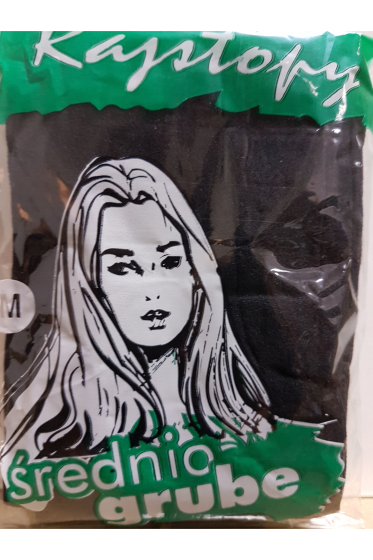 Rajstopy
M
średnio
grube